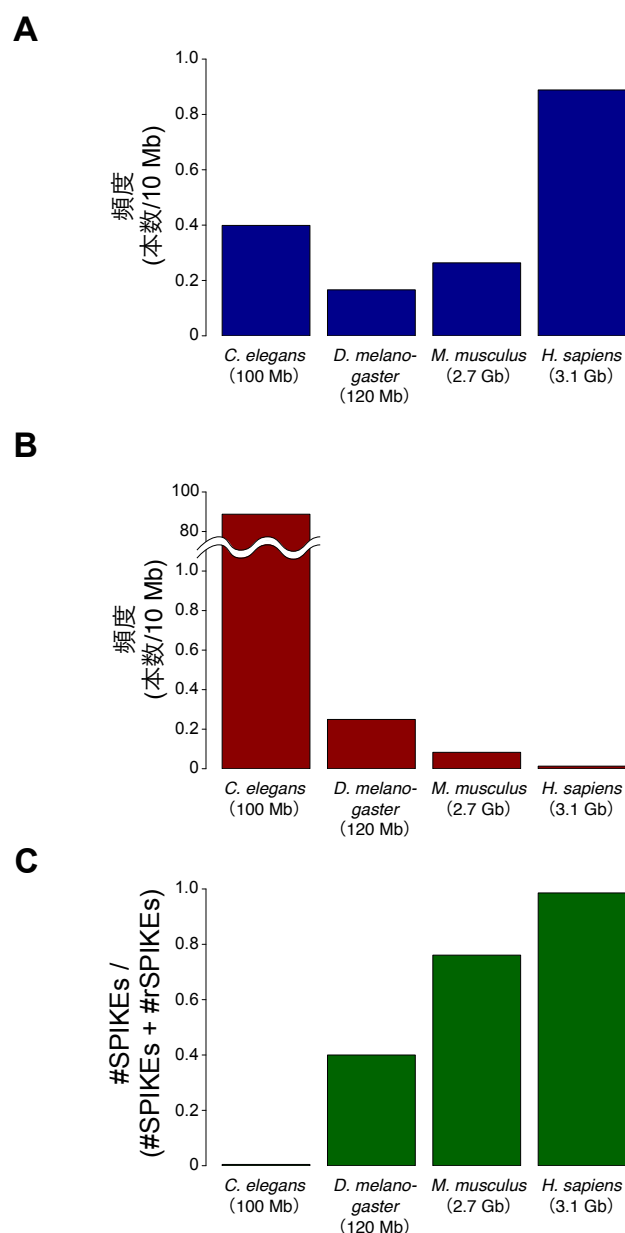 A
頻度
(本数/10 Mb)
1.0
0.8
0.6
0.4
0.2
0
C. elegans
(100 Mb)
D. melano-
gaster
(120 Mb)
M. musculus
(2.7 Gb)
H. sapiens
(3.1 Gb)
B
頻度
(本数/10 Mb)
100
80
1.0
0.8
0.6
0.4
0.2
0
C. elegans
(100 Mb)
D. melano-
gaster
(120 Mb)
M. musculus
(2.7 Gb)
H. sapiens
(3.1 Gb)
C
#SPIKEs /
(#SPIKEs + #rSPIKEs)
1.0
0.8
0.6
0.4
0.2
0
C. elegans
(100 Mb)
D. melano-
gaster
(120 Mb)
M. musculus
(2.7 Gb)
H. sapiens
(3.1 Gb)